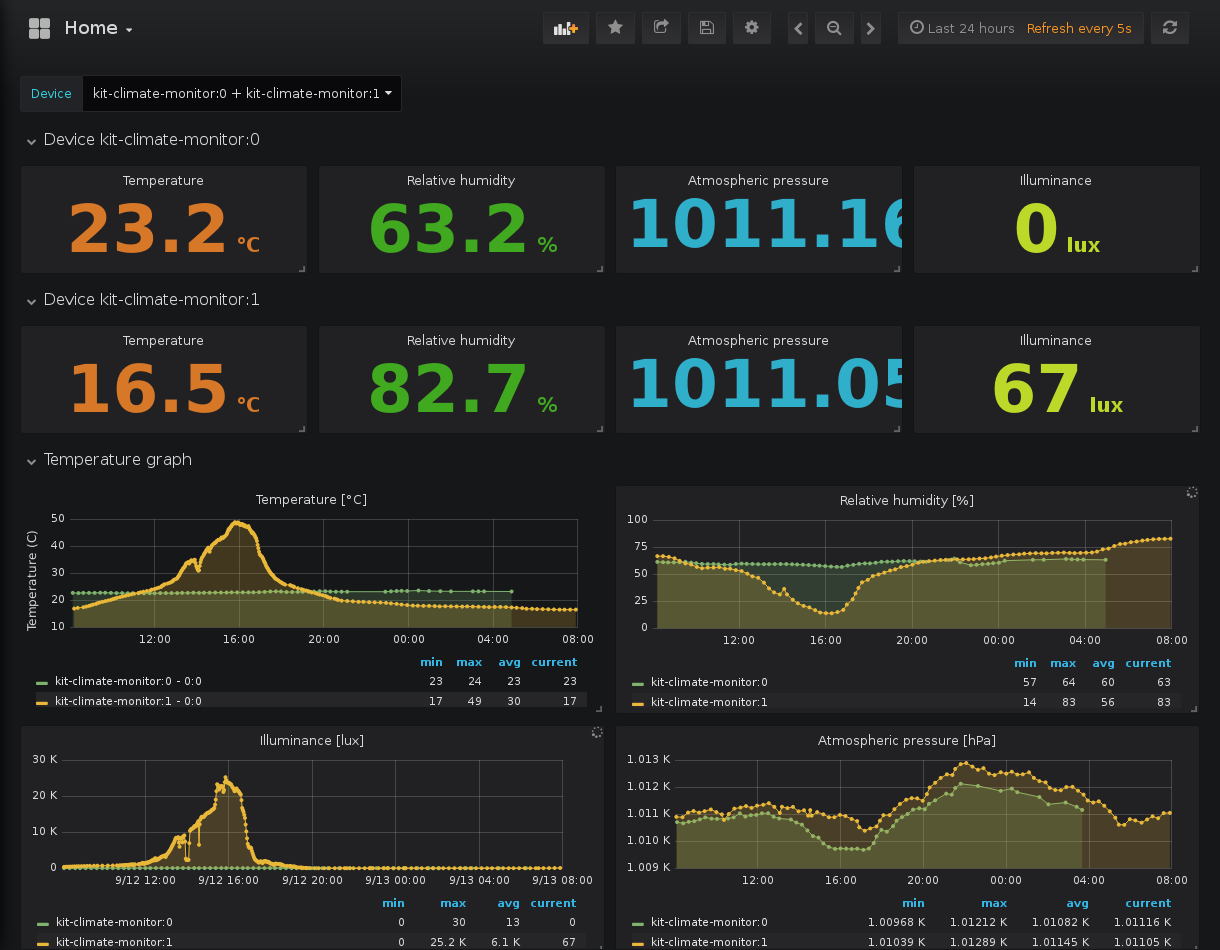 Home
Last 24 hours Refresh every 5s
Device kit-climate-monitor:0 + kit-climate-monitor:1
Device kit-climate-monitor:0
Temperature Relative humidity Atmospheric pressure Illuminance
23.2 °C 63.2 % 1011.16 0 lux
Device kit-climate-monitor:1
Temperature Relative humidity Atmospheric pressure Illuminance
16.5 °C 82.7 % 1011.05 67 lux
Temperature graph
Temperature [°C]
Temperature (C)
50
40
30
20
10
12:00 16:00 20:00 00:00 04:00 08:00
min max avg current
kit-climate-monitor:0 - 0:0 23 24 23 23
kit-climate-monitor:1 - 0:0 17 49 30 17
Relative humidity [%]
100
75
50
25
0
12:00 16:00 20:00 00:00 04:00 08:00
min max avg current
kit-climate-monitor:0 57 64 60 63
kit-climate-monitor:1 14 83 56 83
Illuminance [lux]
30 K
20 K
10 K
0
9/12 12:00 9/12 16:00 9/12 20:00 9/13 00:00 9/13 04:00 9/13 08:00
min max avg current
kit-climate-monitor:0 0 30 13 0
kit-climate-monitor:1 0 25.2 K 6.1 K 67
Atmospheric pressure [hPa]
1.013 K
1.012 K
1.011 K
1.010 K
1.009 K
12:00 16:00 20:00 00:00 04:00 08:00
min max avg current
kit-climate-monitor:0 1.00968 K 1.01212 K 1.01082 K 1.01116 K
kit-climate-monitor:1 1.01039 K 1.01289 K 1.01145 K 1.01105 K